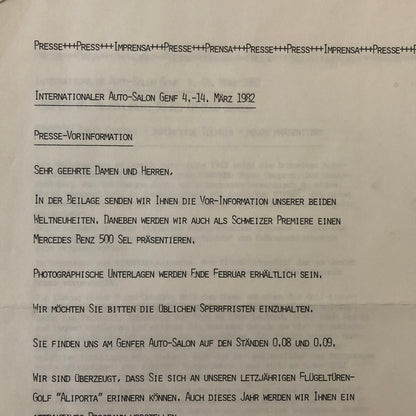 PRESSE+++PRESS+++IMPRENSA+++PRESSE+++PRENSA+++PRESSE+++PRESS+++IMPRENSA+++PRESSE+++P
INTERNATIONALER AUTO-SALON GENF 4.-14. MÄRZ 1982
PRESSE-VORINFORMATION
SEHR GEEHRTE DAMEN UND HERREN,
IN DER BEILAGE SENDEN WIR IHNEN DIE VOR-INFORMATION UNSERER BEIDEN
WELTNEUHEITEN. DANEBEN WERDEN WIR AUCH ALS SCHWEIZER PREMIERE EINEN
MERCEDES BENZ 500 SEL PRÄSENTIEREN.
PHOTOGRAPHISCHE UNTERLAGEN WERDEN ENDE FEBRUAR ERHÄLTLICH SEIN.
WIR MÖCHTEN SIE BITTEN DIE ÜBLICHEN SPERRFRISTEN EINZUHALTEN.
SIE FINDEN UNS AM GENFER AUTO-SALON AUF DEN STÄNDEN 0.08 UND 0.09.
WIR SIND ÜBERZEUGT, DASS SIE SICH AN UNSEREN LETZJÄHRIGEN FLÜGELTÜREN-
GOLF "ALIPORTA" ERINNERN KÖNNEN. AUCH DIESES JAHR WERDEN WIR IHNEN EIN